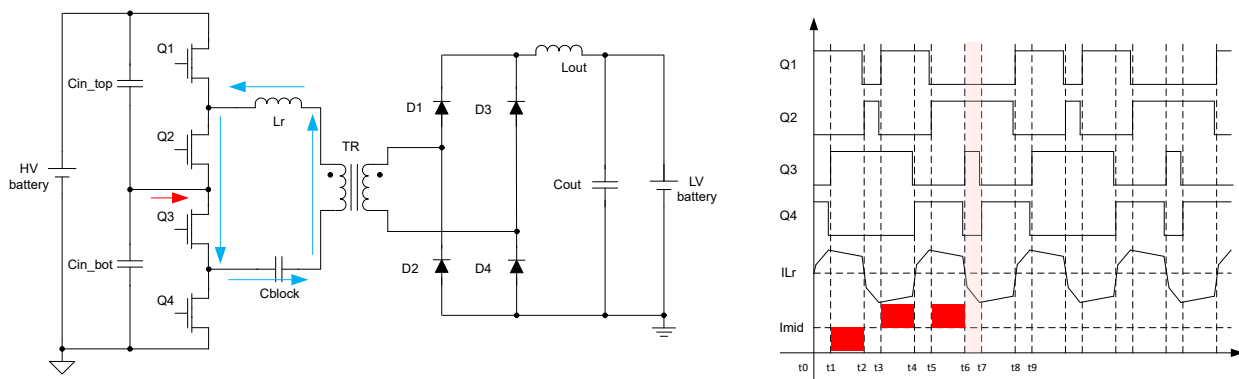 Q1
Cin_top
Lr
Q2
HV
battery
Q3
Cin_bot
Cblock
Q4
TR
D1
D3
D2
D4
Lout
Cout
LV
battery
Q1
Q2
Q3
Q4
ILr
Imid
t0 t1 t2 t3 t4 t5 t6 t7 t8 t9